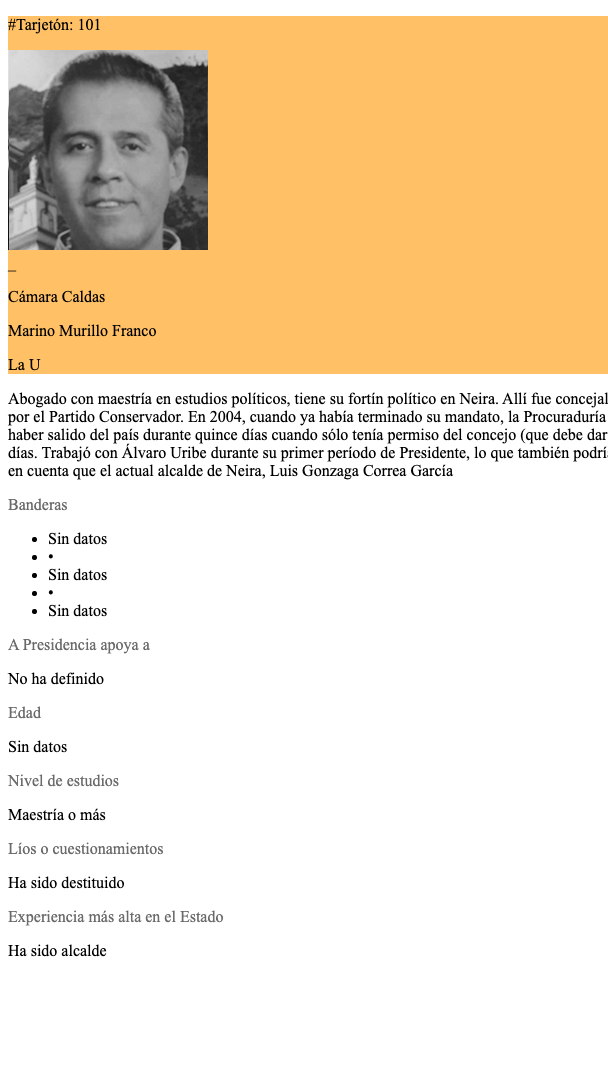 #Tarjetón: 101
_
Cámara Caldas
Marino Murillo Franco
La U
Abogado con maestría en estudios políticos, tiene su fortín político en Neira. Allí fue concejal
por el Partido Conservador. En 2004, cuando ya había terminado su mandato, la Procuraduría
haber salido del país durante quince días cuando sólo tenía permiso del concejo (que debe dar
días. Trabajó con Álvaro Uribe durante su primer período de Presidente, lo que también
en cuenta que el actual alcalde de Neira, Luis Gonzaga Correa García
Banderas
• Sin datos
• •
• Sin datos
• •
• Sin datos
A Presidencia apoya a
No ha definido
Edad
Sin datos
Nivel de estudios
Maestría o más
Líos o cuestionamientos
Ha sido destituido
Experiencia más alta en el Estado
Ha sido alcalde